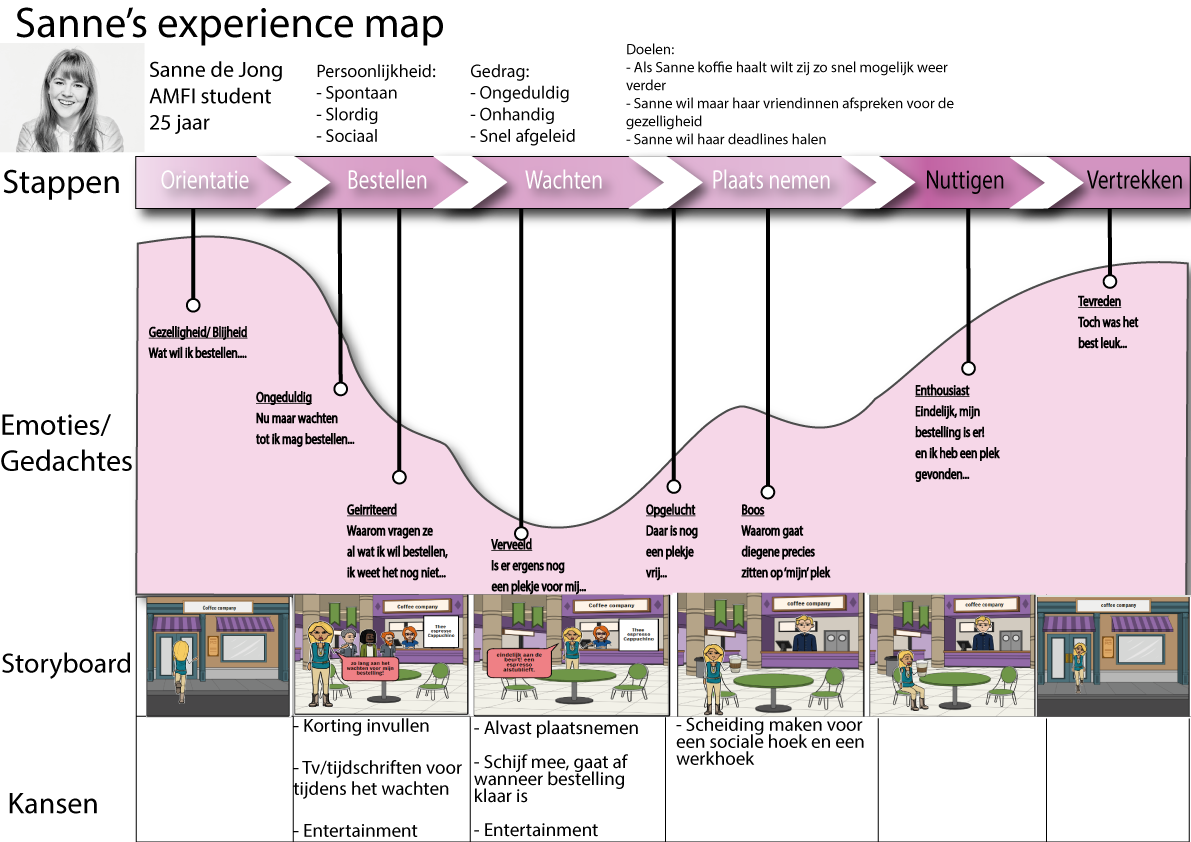 Sanne's experience map
Sanne de Jong
AMFI student
25 jaar
Persoonlijkheid:
- Spontaan
- Slordig
- Sociaal
Gedrag:
- Ongeduldig
- Onhandig
- Snel afgeleid
Doelen:
- Als Sanne koffie haalt wilt zij zo snel mogelijk weer
verder
- Sanne wil maar haar vriendinnen afspreken voor de
gezelligheid
- Sanne wil haar deadlines halen
Stappen
Orientatie
Bestellen
Wachten
Plaats nemen
Nuttigen
Vertrekken
Emoties/
Gedachtes
Gezelligheid/ Blijheid
Wat wil ik bestellen....
Ongeduldig
Nu maar wachten
tot ik mag bestellen...
Geirriteerd
Waarom vragen ze
al wat ik wil bestellen,
ik weet het nog niet...
Verveeld
Is er ergens nog
een plekje voor mij...
Opgelucht
Daar is nog
een plekje
vrij...
Boos
Waarom gaat
diegene precies
zitten op 'mijn' plek
Enthousiast
Eindelijk, mijn
bestelling is er!
en ik heb een plek
gevonden...
Tevreden
Toch was het
best leuk...
Storyboard
Coffee company
Coffee company
Thee
espresso
Cappuchino
zo lang aan het
wachten voor mijn
bestelling!
Coffee company
Thee
espresso
Cappuchino
eindelijk aan de
beurt! een
espresso
alstublieft.
coffee company
coffee company
coffee company
Kansen
- Korting invullen
- Tv/tijdschriften voor
tijdens het wachten
- Entertainment
- Alvast plaatsnemen
- Schijf mee, gaat af
wanneer bestelling
klaar is
- Entertainment
- Scheiding maken voor
een sociale hoek en een
werkhoek